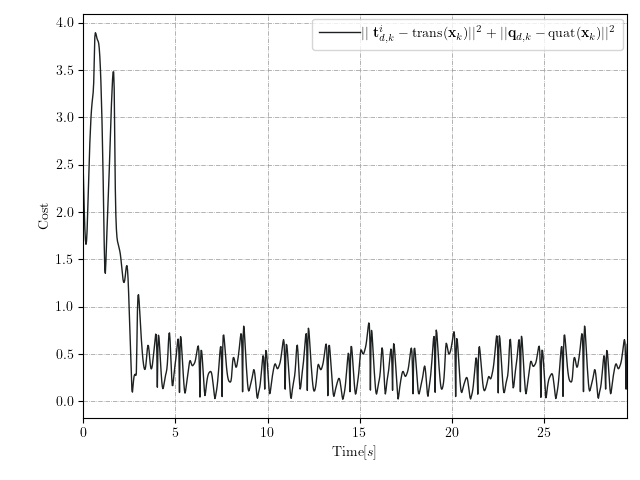 || t^i_{d,k} − trans(x_k)||² + ||q_{d,k} − quat(x_k)||²
4.0
3.5
3.0
2.5
2.0
1.5
1.0
0.5
0.0
Cost
0 5 10 15 20 25
Time[s]